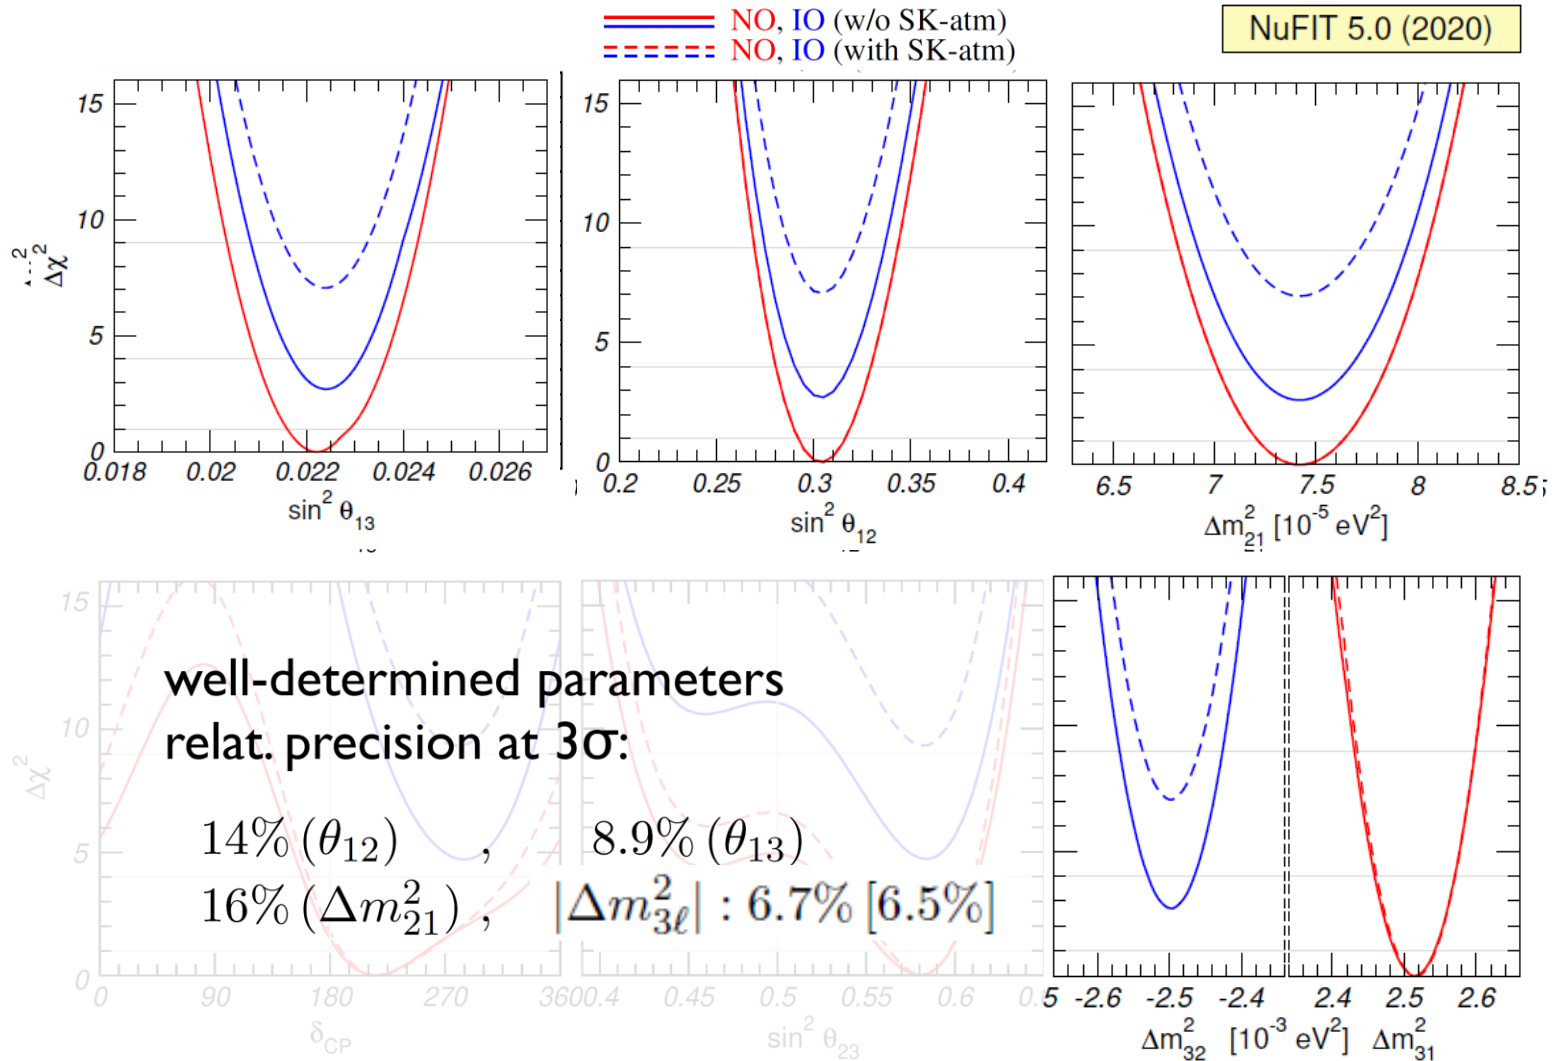 NO, IO (w/o SK-atm)
NO, IO (with SK-atm)
NuFIT 5.0 (2020)
15
10
5
0
Δχ²
0.018 0.02 0.022 0.024 0.026
sin² θ₁₃
15
10
5
0
0.2 0.25 0.3 0.35 0.4
sin² θ₁₂
6.5 7 7.5 8 8.5
Δm²₂₁ [10⁻⁵ eV²]
15
10
5
0
Δχ²
well-determined parameters
relat. precision at 3σ:
14% (θ₁₂) , 8.9% (θ₁₃)
16% (Δm²₂₁) , |Δm²₃ℓ| : 6.7% [6.5%]
0 90 180 270 360
δ_CP
0.4 0.45 0.5 0.55 0.6
sin² θ₂₃
-2.6 -2.5 -2.4 2.4 2.5 2.6
Δm²₃₂ [10⁻³ eV²] Δm²₃₁